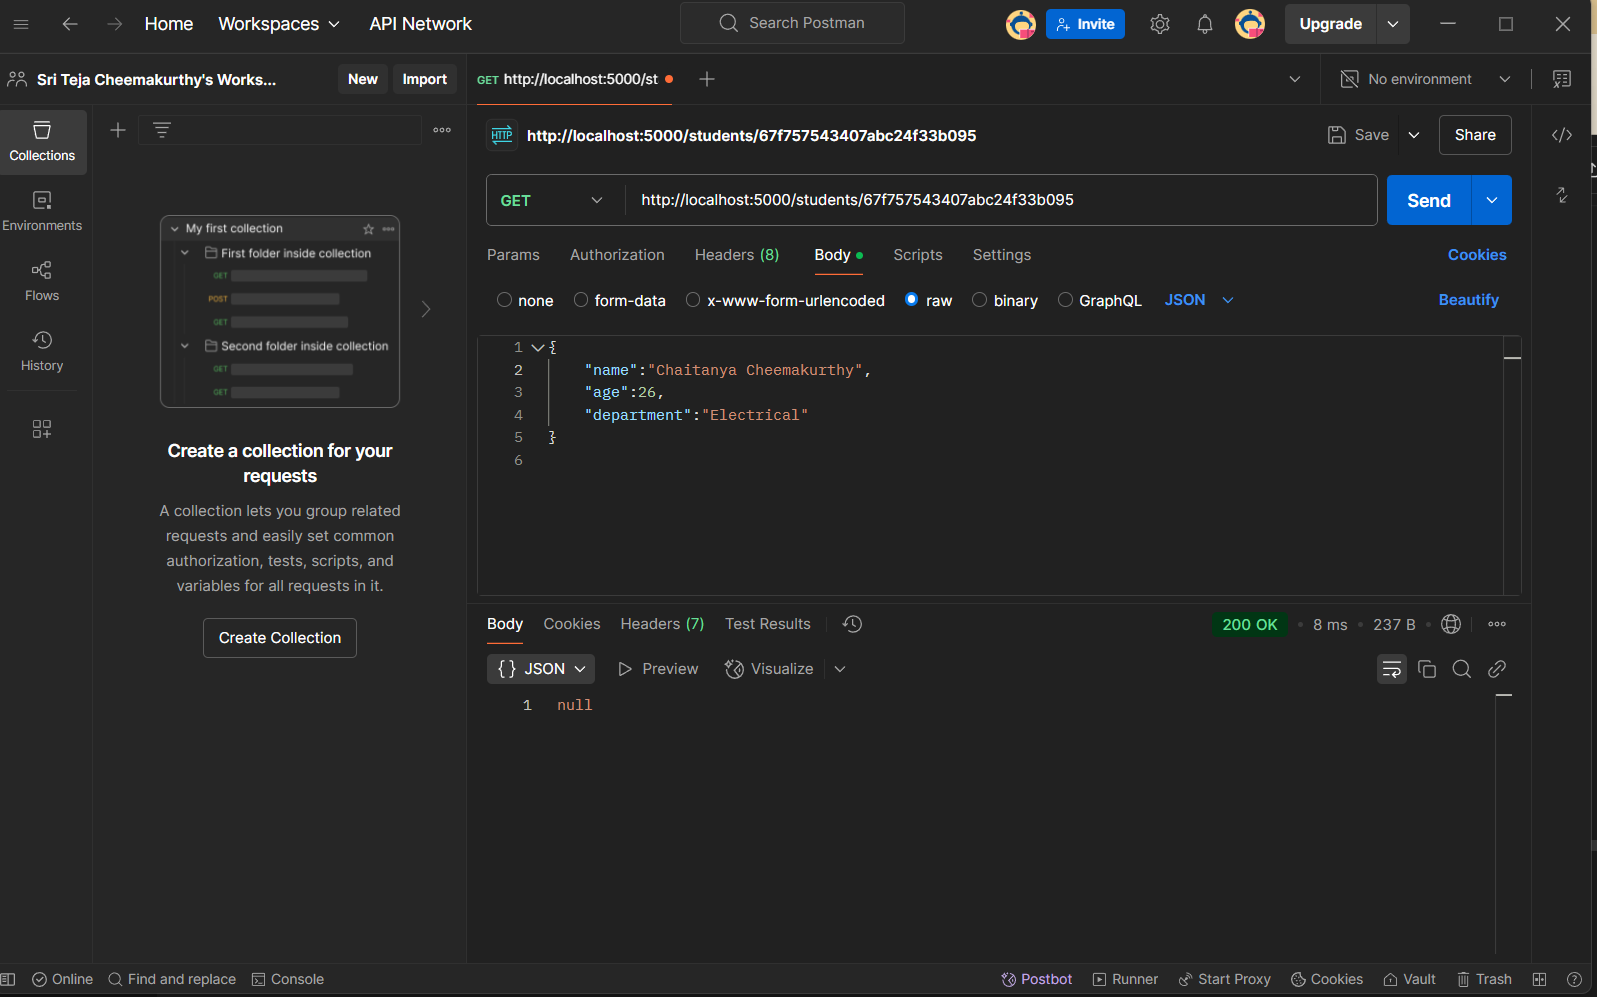 Home Workspaces API Network Search Postman Invite Upgrade
Sri Teja Cheemakurthy's Works... New Import GET http://localhost:5000/st No environment
Collections
Environments
Flows
History
My first collection
First folder inside collection
GET
POST
GET
Second folder inside collection
GET
GET
Create a collection for your
requests
A collection lets you group related
requests and easily set common
authorization, tests, scripts, and
variables for all requests in it.
Create Collection
HTTP http://localhost:5000/students/67f757543407abc24f33b095 Save Share
GET http://localhost:5000/students/67f757543407abc24f33b095 Send
Params Authorization Headers (8) Body Scripts Settings Cookies
none form-data x-www-form-urlencoded raw binary GraphQL JSON Beautify
1 {
2 "name":"Chaitanya Cheemakurthy",
3 "age":26,
4 "department":"Electrical"
5 }
6
Body Cookies Headers (7) Test Results 200 OK • 8 ms • 237 B •
{} JSON Preview Visualize
1 null
Online Find and replace Console Postbot Runner Start Proxy Cookies Vault Trash